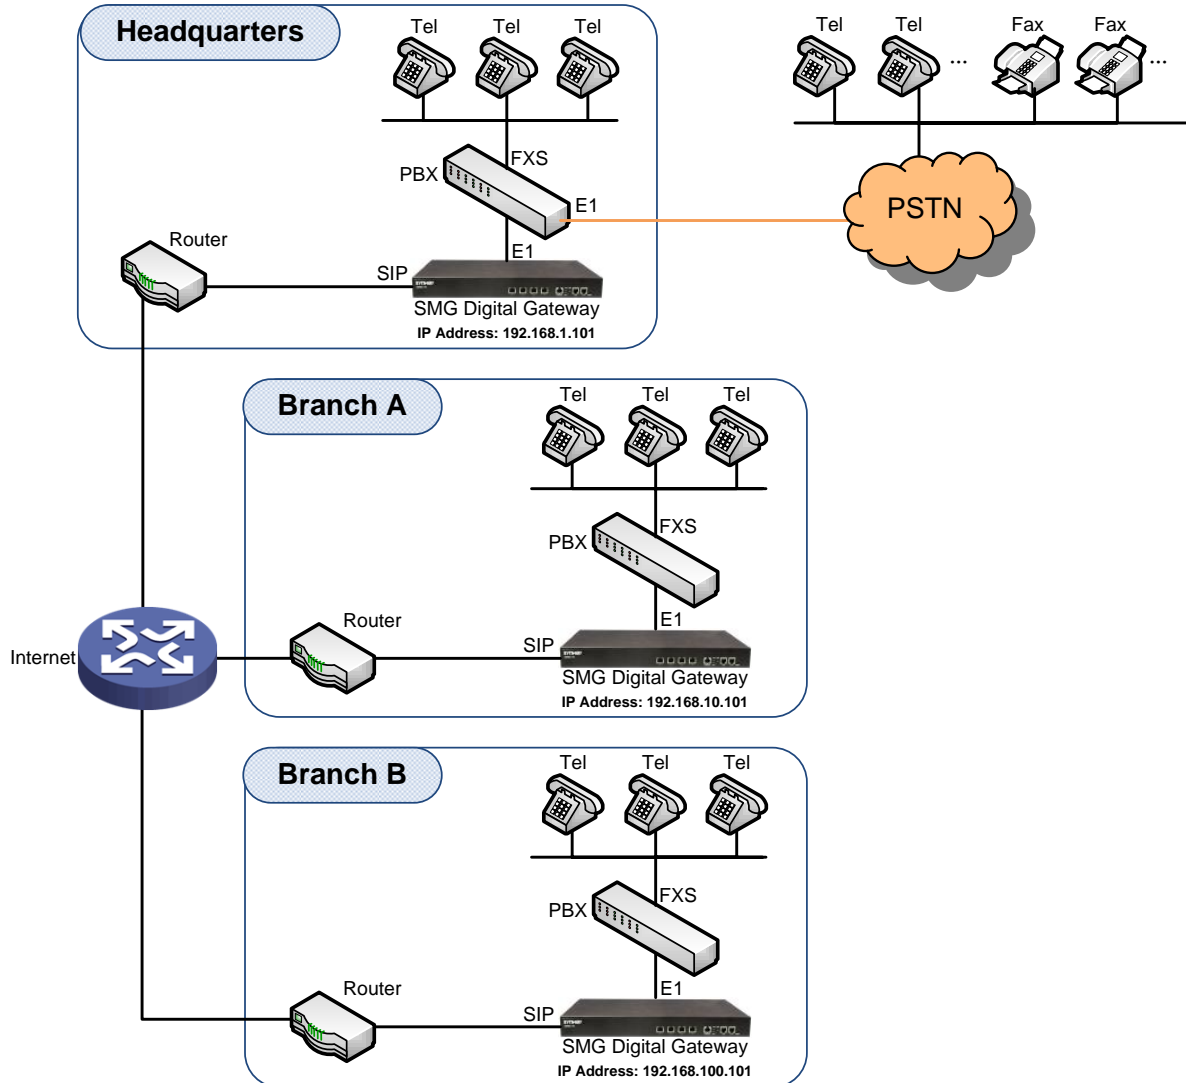 Headquarters
Tel
Tel
Tel
Tel
Tel
...
Fax
Fax
...
FXS
PBX
E1
PSTN
Router
E1
SIP
SMG Digital Gateway
IP Address: 192.168.1.101
Branch A
Tel
Tel
Tel
FXS
PBX
E1
Router
SIP
SMG Digital Gateway
IP Address: 192.168.10.101
Internet
Branch B
Tel
Tel
Tel
FXS
PBX
E1
Router
SIP
SMG Digital Gateway
IP Address: 192.168.100.101